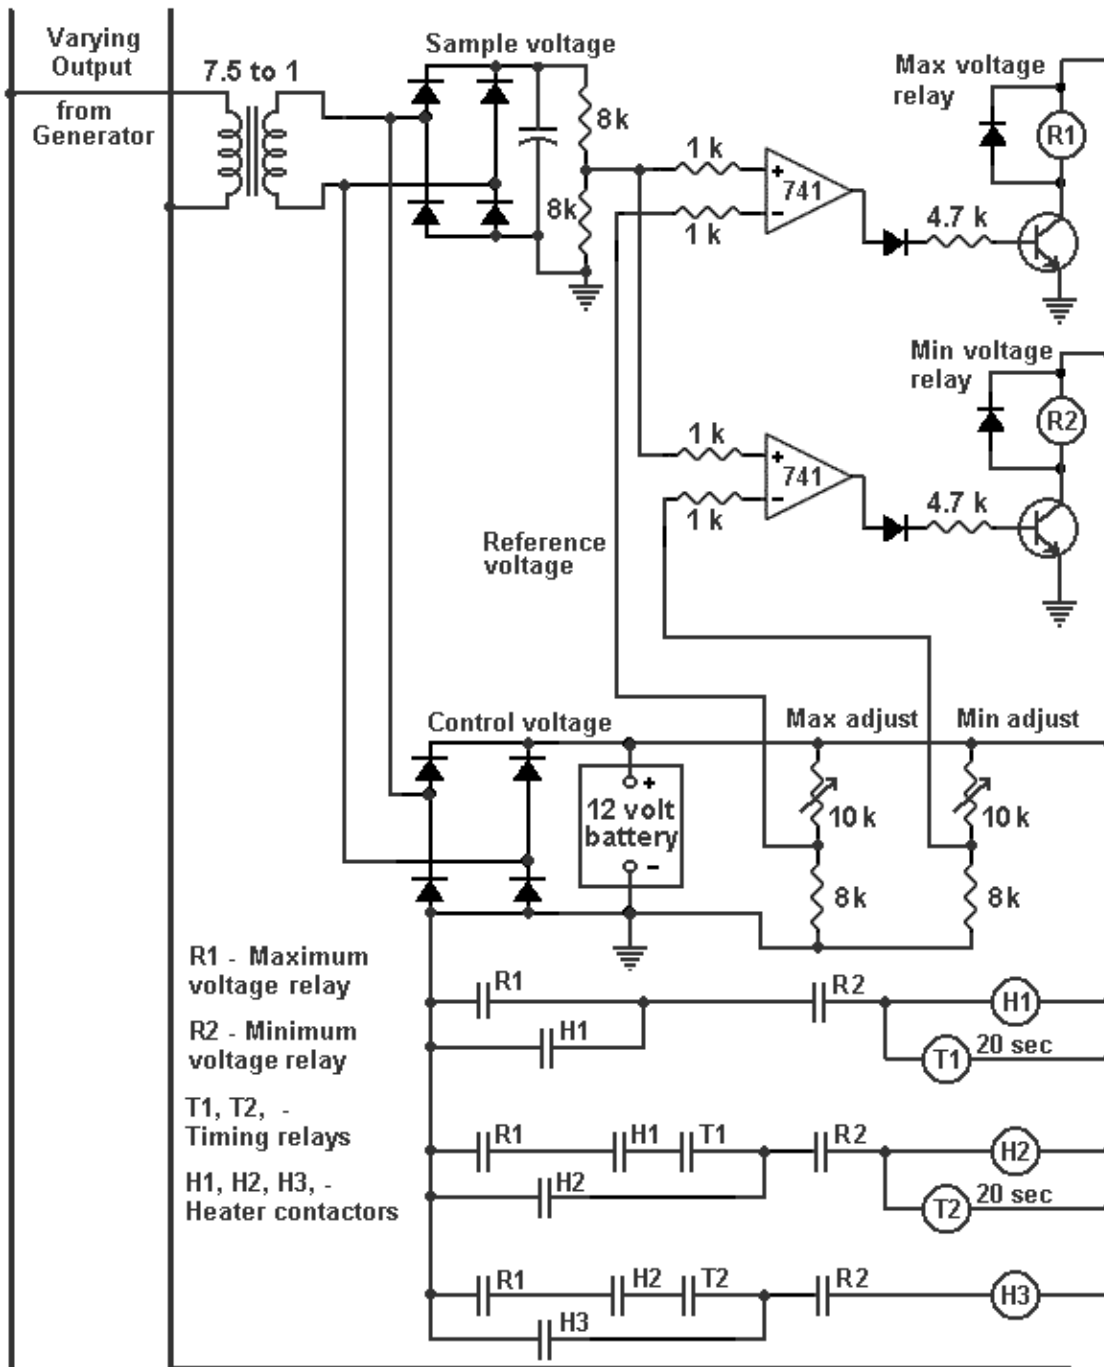 Varying
Output
from
Generator
7.5 to 1
Sample voltage
8k
8k
1 k
1 k
+
741
−
4.7 k
Max voltage
relay
R1
Min voltage
relay
R2
1 k
1 k
+
741
−
4.7 k
Reference
voltage
Control voltage
Max adjust
Min adjust
+
12 volt
battery
-
10 k
10 k
8k
8k
R1 - Maximum
voltage relay
R2 - Minimum
voltage relay
T1, T2, -
Timing relays
H1, H2, H3, -
Heater contactors
R1
R2
H1
H1
T1
20 sec
R1
H1
T1
R2
H2
H2
T2
20 sec
R1
H2
T2
R2
H3
H3